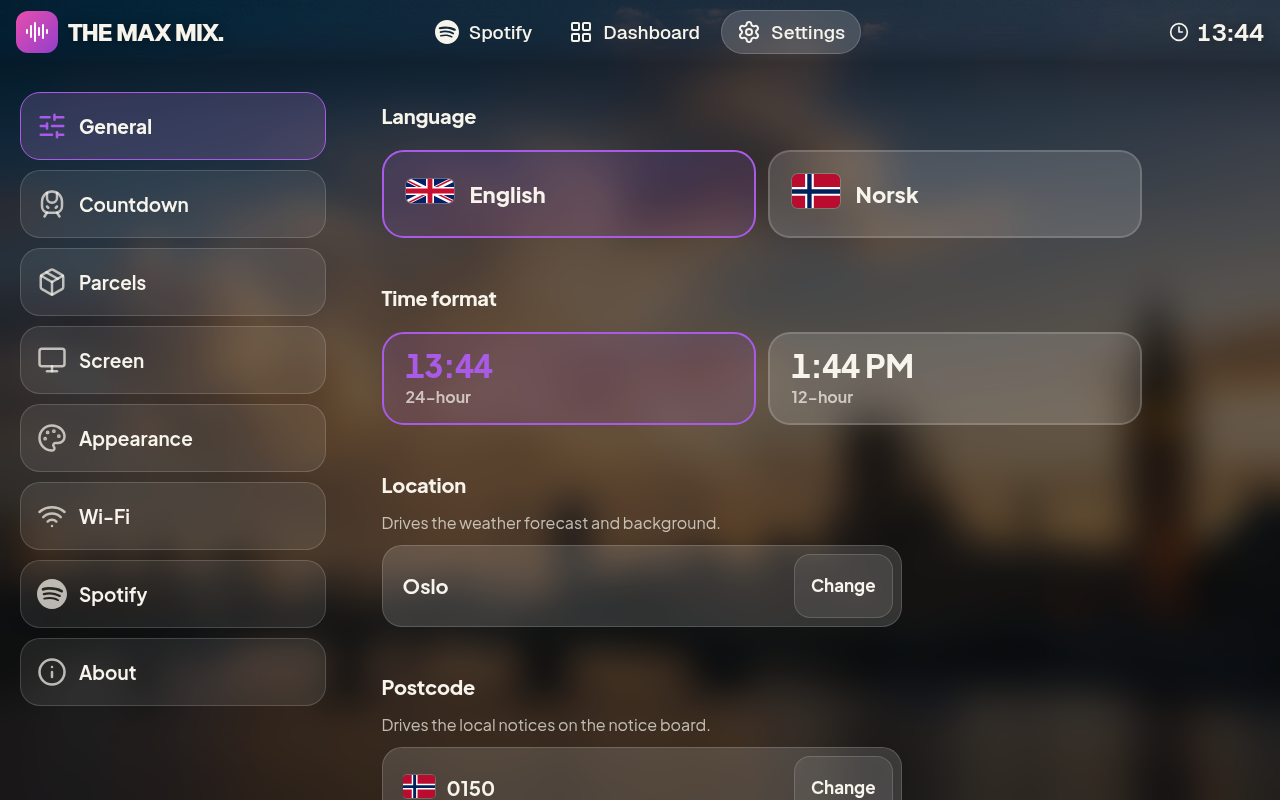 THE MAX MIX.
Spotify
Dashboard
Settings
13:44
General
Countdown
Parcels
Screen
Appearance
Wi-Fi
Spotify
About
Language
English
Norsk
Time format
13:44
24-hour
1:44 PM
12-hour
Location
Drives the weather forecast and background.
Oslo
Change
Postcode
Drives the local notices on the notice board.
0150
Change